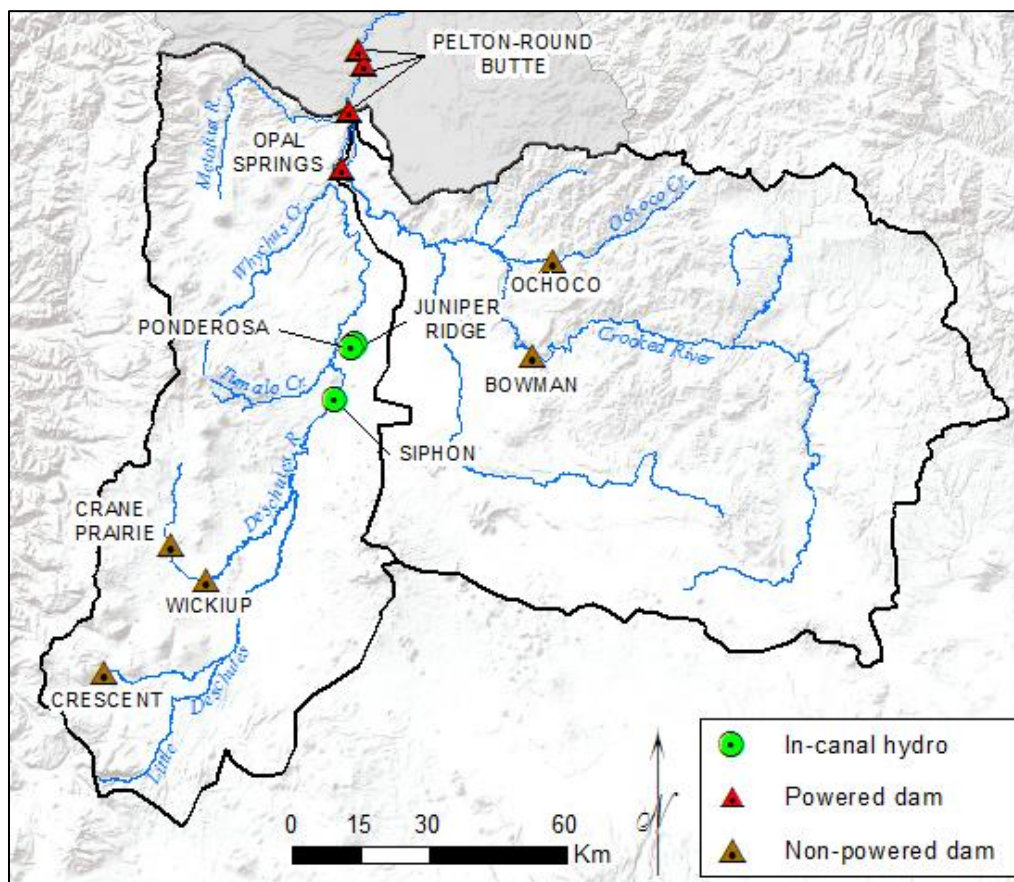 PELTON-ROUND
BUTTE
OPAL
SPRINGS
Metolius R.
Whychus Cr.
Ochoco Cr.
OCHOCO
PONDEROSA
JUNIPER
RIDGE
Crooked River
BOWMAN
Tumalo Cr.
SIPHON
Deschutes R.
CRANE
PRAIRIE
WICKIUP
CRESCENT
Little Deschutes
In-canal hydro
Powered dam
Non-powered dam
0 15 30 60
Km